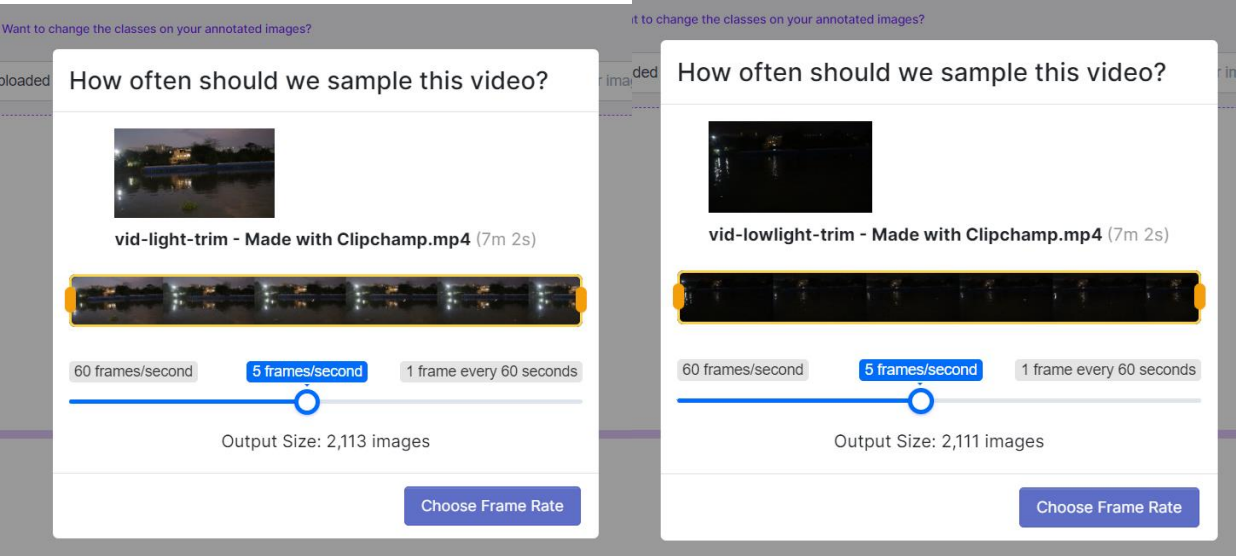 Want to change the classes on your annotated images?
How often should we sample this video?
vid-light-trim - Made with Clipchamp.mp4 (7m 2s)
60 frames/second
5 frames/second
1 frame every 60 seconds
Output Size: 2,113 images
Choose Frame Rate
to change the classes on your annotated images?
How often should we sample this video?
vid-lowlight-trim - Made with Clipchamp.mp4 (7m 2s)
60 frames/second
5 frames/second
1 frame every 60 seconds
Output Size: 2,111 images
Choose Frame Rate